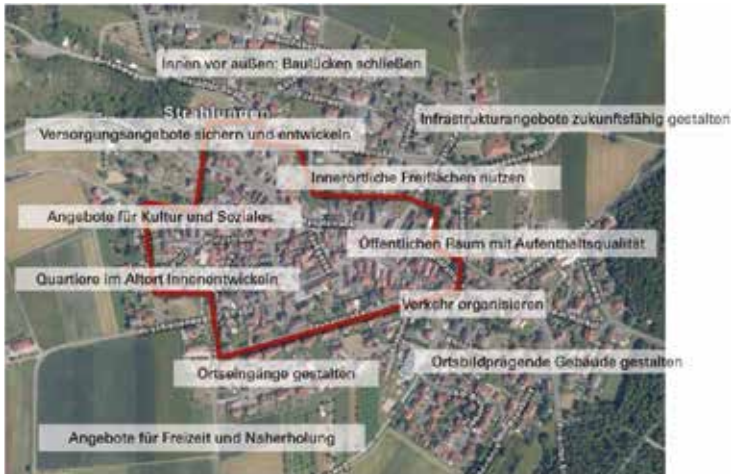 Innen vor außen: Baulücken schließen
Strahlungen
Infrastrukturangebote zukunftsfähig gestalten
Versorgungsangebote sichern und entwickeln
Innerörtliche Freiflächen nutzen
Angebote für Kultur und Soziales
Öffentlichen Raum mit Aufenthaltsqualität
Quartiere im Altort Innenentwickeln
Verkehr organisieren
Ortsbildprägende Gebäude gestalten
Ortseingänge gestalten
Angebote für Freizeit und Naherholung